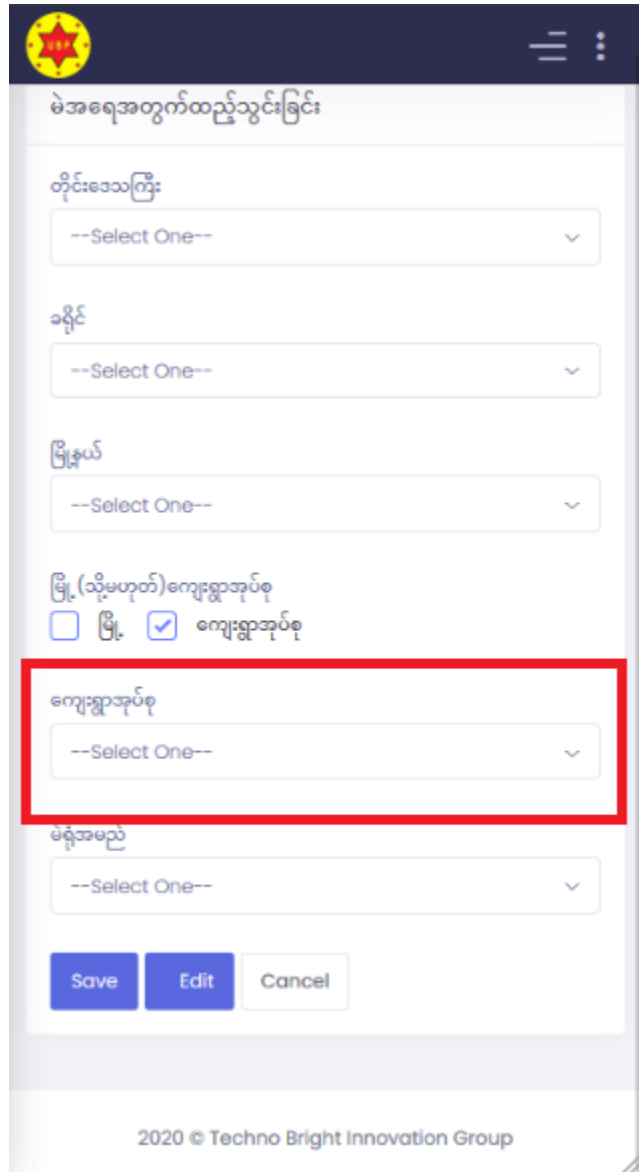 UBP
မဲအရေအတွက်ထည့်သွင်းခြင်း
တိုင်းဒေသကြီး
--Select One--
ခရိုင်
--Select One--
မြို့နယ်
--Select One--
မြို့(သို့မဟုတ်)ကျေးရွာအုပ်စု
မြို့ ကျေးရွာအုပ်စု
ကျေးရွာအုပ်စု
--Select One--
မဲရုံအမည်
--Select One--
Save Edit Cancel
2020 © Techno Bright Innovation Group